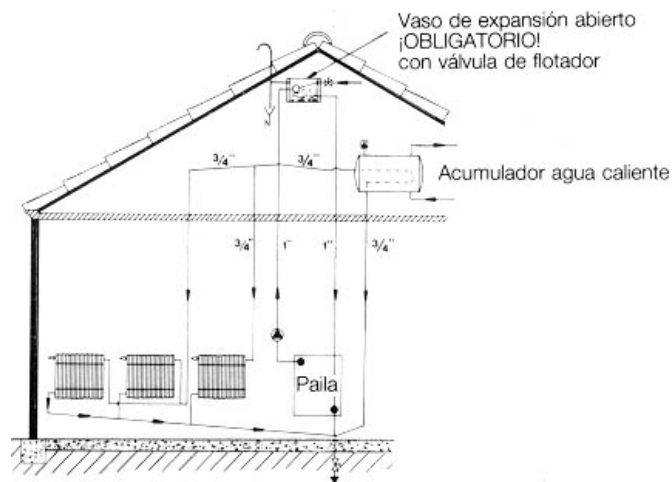 Vaso de expansión abierto
¡OBLIGATORIO!
con válvula de flotador
3/4" 3/4"
Acumulador agua caliente
3/4" 1" 1" 3/4"
Paila